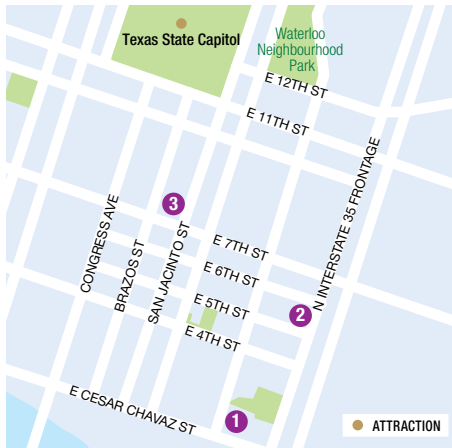 Texas State Capitol
Waterloo
Neighbourhood
Park
E 12TH ST
E 11TH ST
3
CONGRESS AVE
BRAZOS ST
SAN JACINTO ST
E 7TH ST
E 6TH ST
E 5TH ST
E 4TH ST
N INTERSTATE 35 FRONTAGE
2
E CESAR CHAVAZ ST
1
ATTRACTION